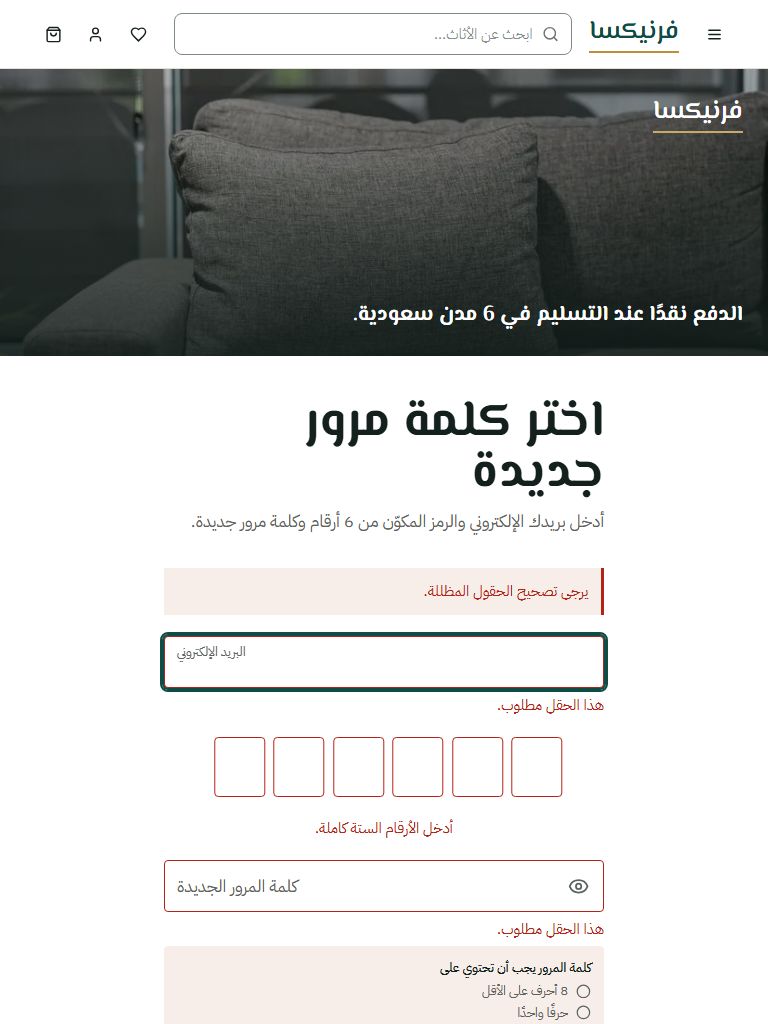 فرنيكسا
ابحث عن الأثاث...
فرنيكسا
الدفع نقدًا عند التسليم في 6 مدن سعودية.
اختر كلمة مرور
جديدة
أدخل بريدك الإلكتروني والرمز المكوّن من 6 أرقام وكلمة مرور جديدة.
يرجى تصحيح الحقول المظللة.
البريد الإلكتروني
هذا الحقل مطلوب.
أدخل الأرقام الستة كاملة.
كلمة المرور الجديدة
هذا الحقل مطلوب.
كلمة المرور يجب أن تحتوي على
8 أحرف على الأقل
حرفًا واحدًا